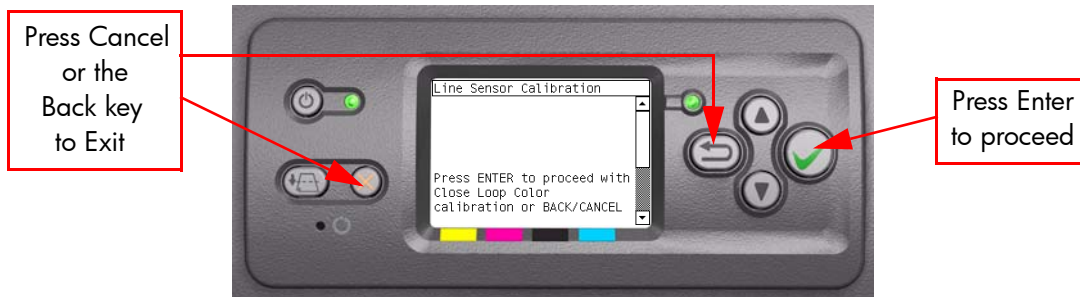 Press Cancel
or the
Back key
to Exit
Line Sensor Calibration
Press ENTER to proceed with
Close Loop Color
calibration or BACK/CANCEL
Press Enter
to proceed